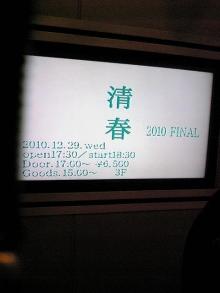 清春
2010 FINAL
2010.12.29.wed
open17:30/start18:30
Door.17:00~ ¥6,500
Goods.15:00~ 3F